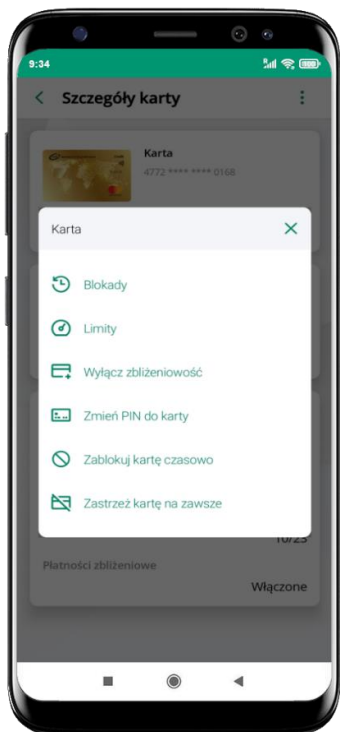 9:34
Szczegóły karty
Karta
4772 **** **** 0168
Karta
Blokady
Limity
Wyłącz zbliżeniowość
Zmień PIN do karty
Zablokuj kartę czasowo
Zastrzeż kartę na zawsze
10/23
Płatności zbliżeniowe
Włączone